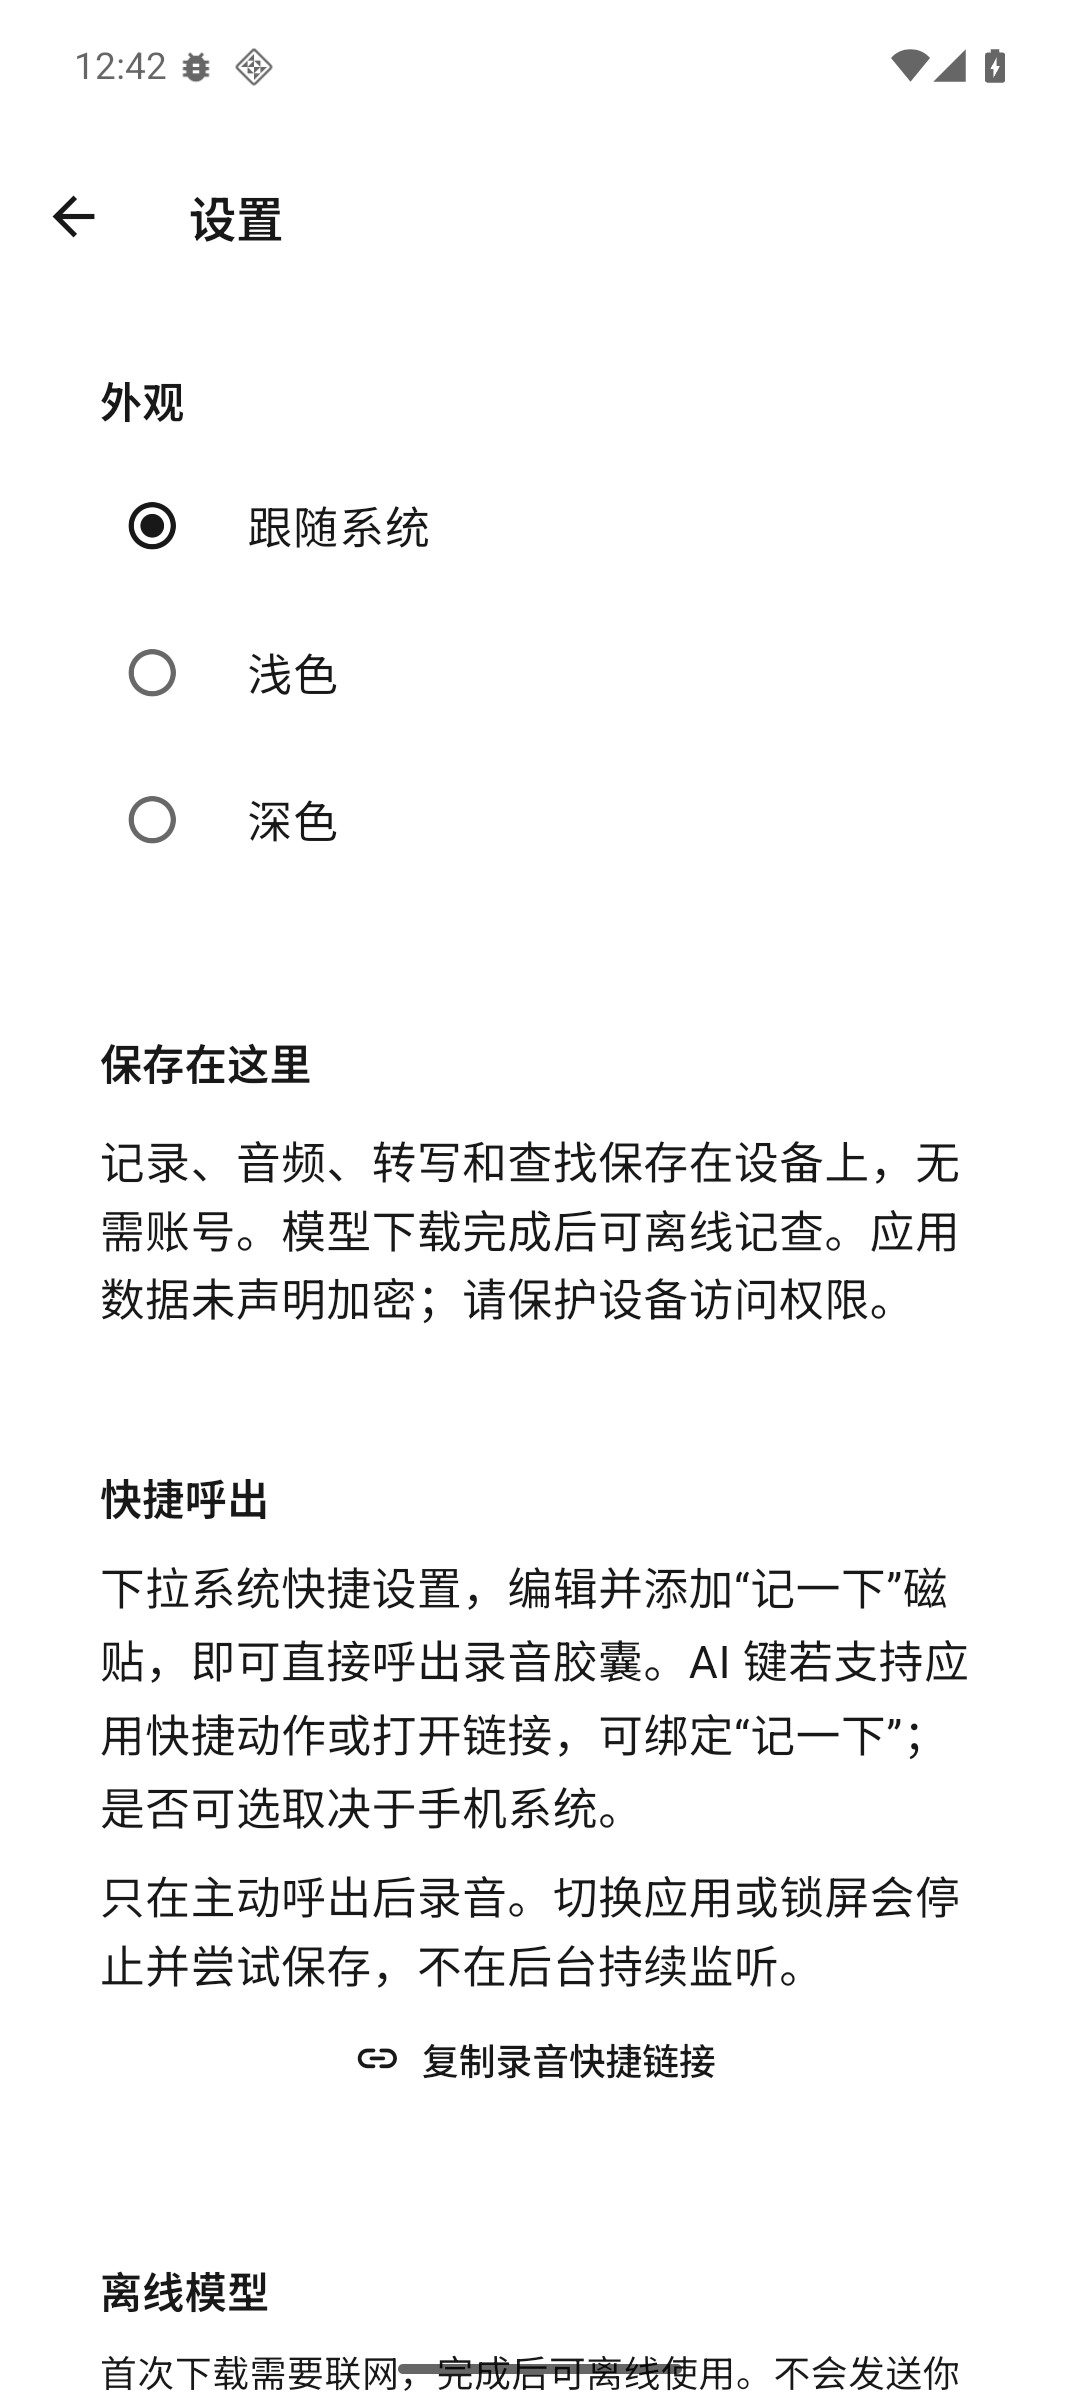 12:42
设置
外观
跟随系统
浅色
深色
保存在这里
记录、音频、转写和查找保存在设备上，无
需账号。模型下载完成后可离线记查。应用
数据未声明加密；请保护设备访问权限。
快捷呼出
下拉系统快捷设置，编辑并添加“记一下”磁
贴，即可直接呼出录音胶囊。AI 键若支持应
用快捷动作或打开链接，可绑定“记一下”；
是否可选取决于手机系统。
只在主动呼出后录音。切换应用或锁屏会停
止并尝试保存，不在后台持续监听。
复制录音快捷链接
离线模型
首次下载需要联网，完成后可离线使用。不会发送你